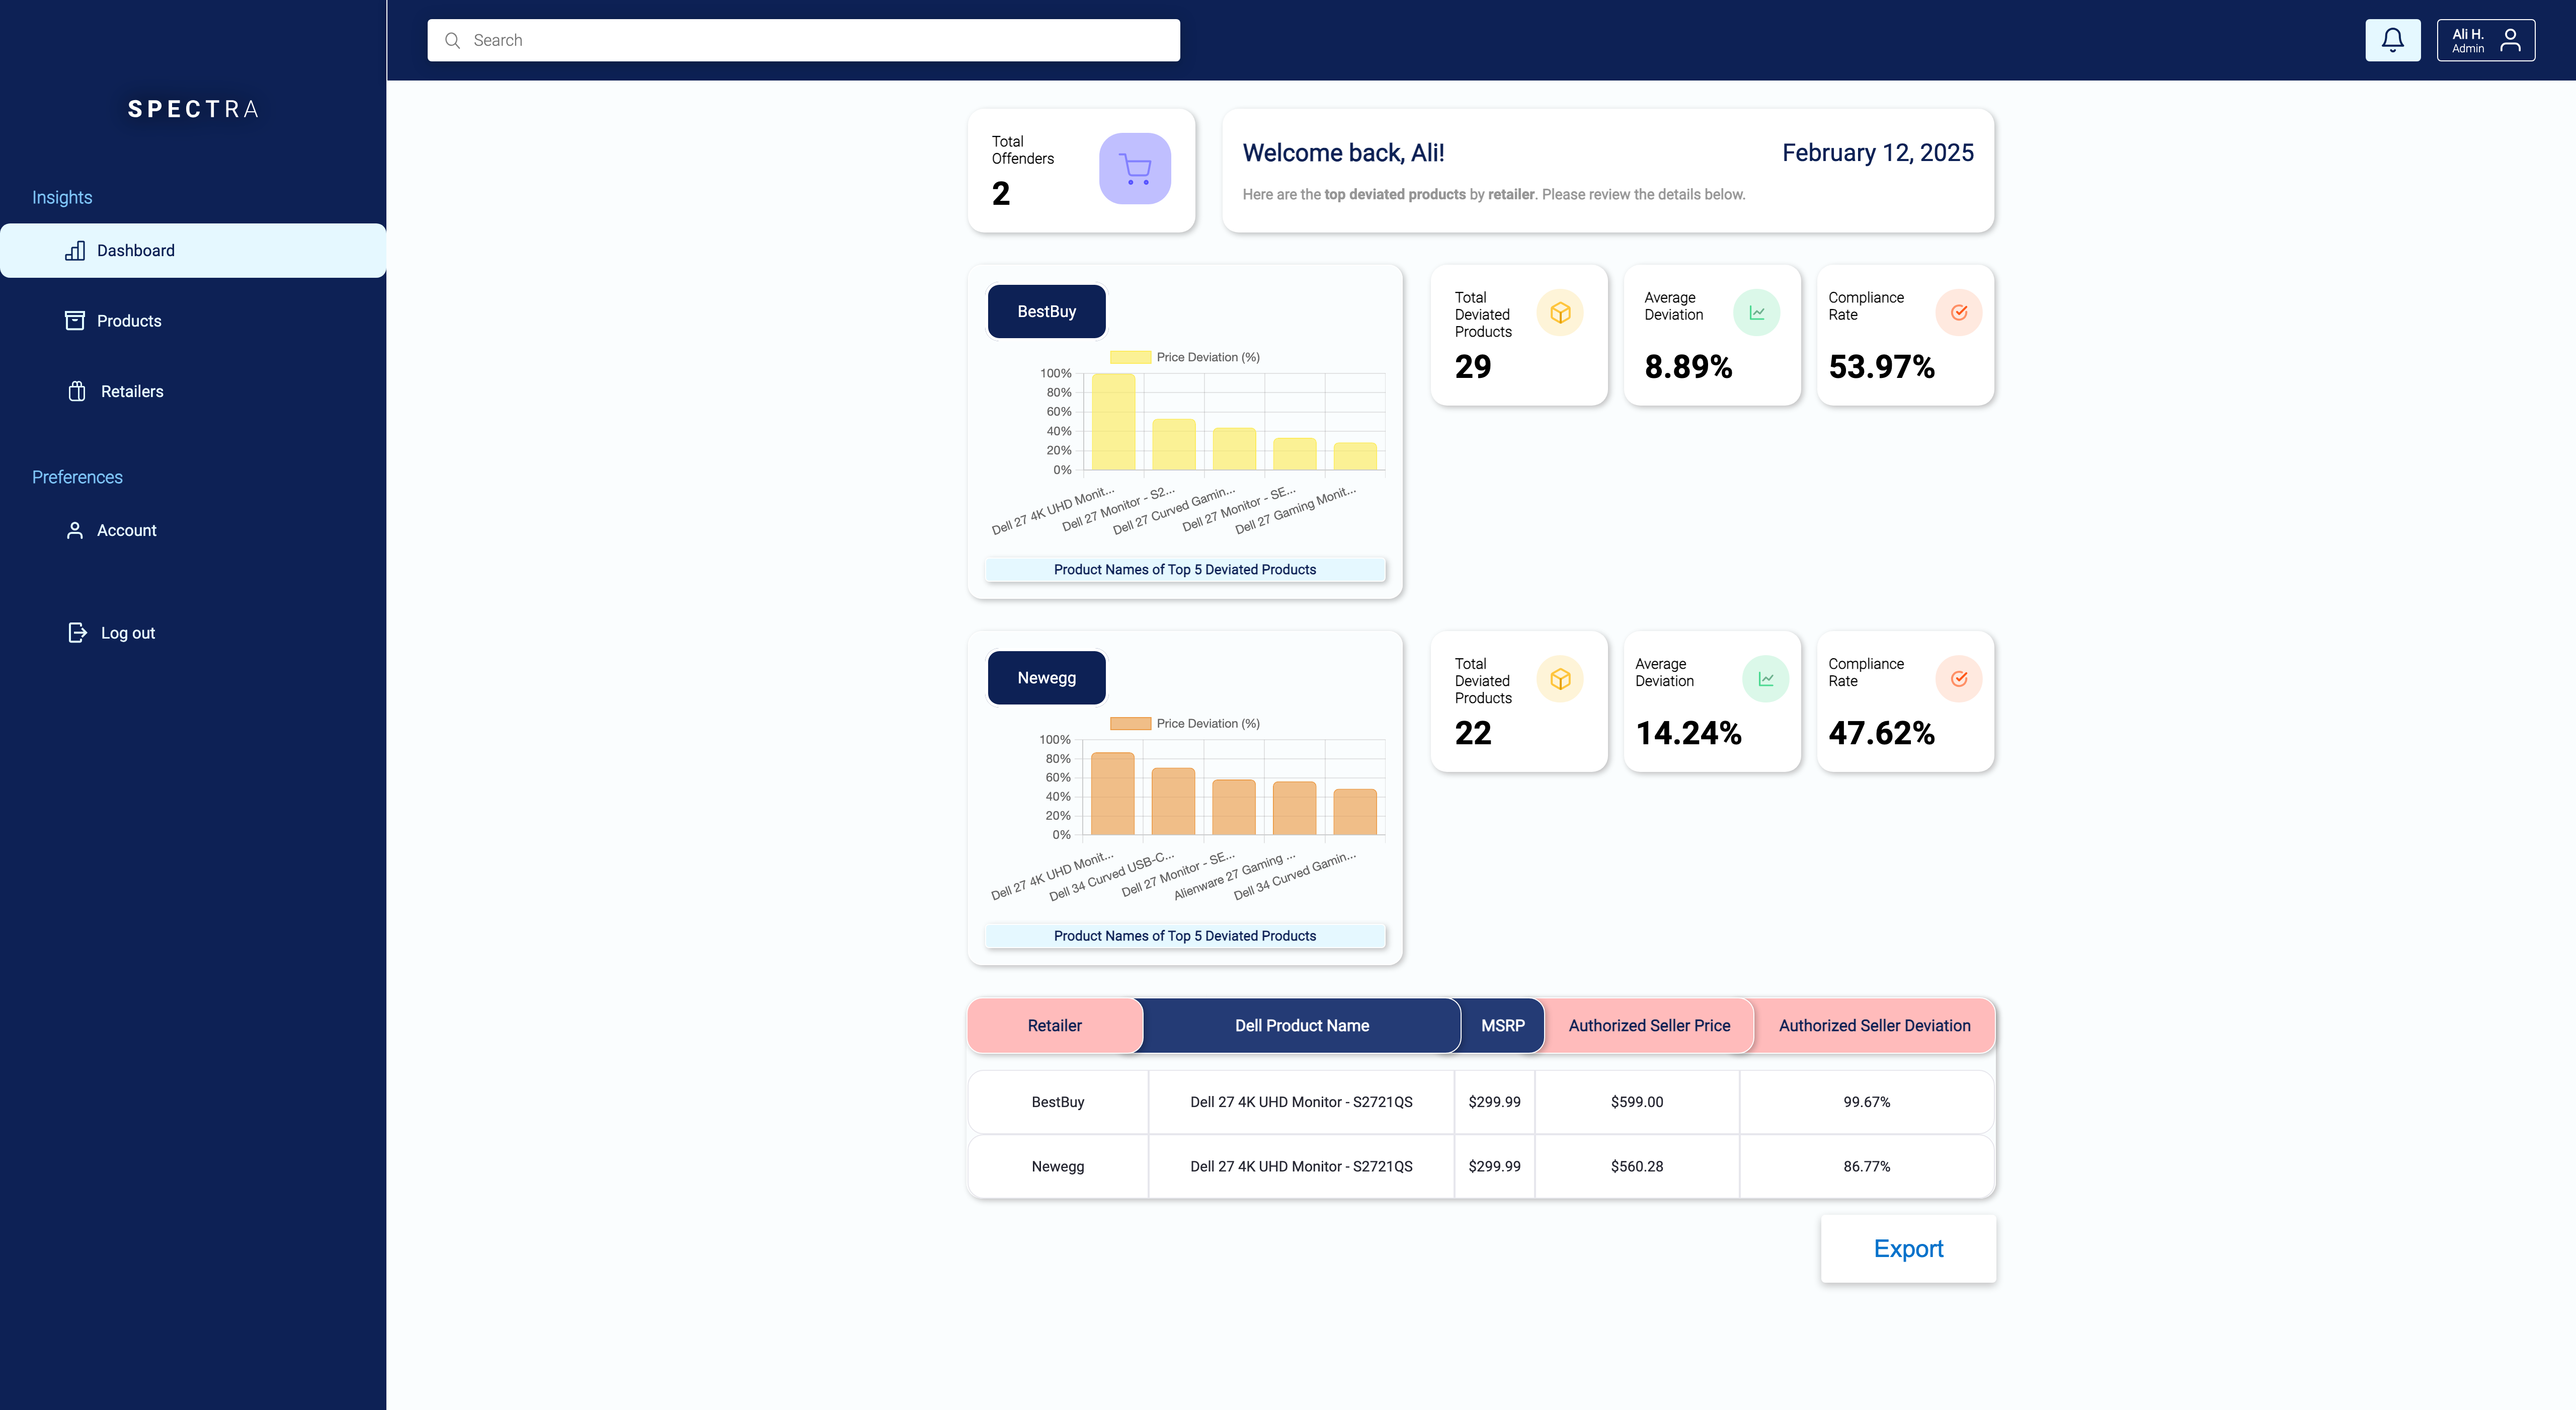 Search
Ali H.
Admin
SPECTRA
Insights
Dashboard
Products
Retailers
Preferences
Account
Log out
Total
Offenders
2
Welcome back, Ali!
February 12, 2025
Here are the top deviated products by retailer. Please review the details below.
BestBuy
Price Deviation (%)
100%
80%
60%
40%
20%
0%
Dell 27 4K UHD Monit...
Dell 27 Monitor - S2...
Dell 27 Curved Gamin...
Dell 27 Monitor - SE...
Dell 27 Gaming Monit...
Product Names of Top 5 Deviated Products
Total
Deviated
Products
29
Average
Deviation
8.89%
Compliance
Rate
53.97%
Newegg
Price Deviation (%)
100%
80%
60%
40%
20%
0%
Dell 27 4K UHD Monit...
Dell 34 Curved USB-C...
Dell 27 Monitor - SE...
Alienware 27 Gaming ...
Dell 34 Curved Gamin...
Product Names of Top 5 Deviated Products
Total
Deviated
Products
22
Average
Deviation
14.24%
Compliance
Rate
47.62%
Retailer Dell Product Name MSRP Authorized Seller Price Authorized Seller Deviation
BestBuy Dell 27 4K UHD Monitor - S2721QS $299.99 $599.00 99.67%
Newegg Dell 27 4K UHD Monitor - S2721QS $299.99 $560.28 86.77%
Export